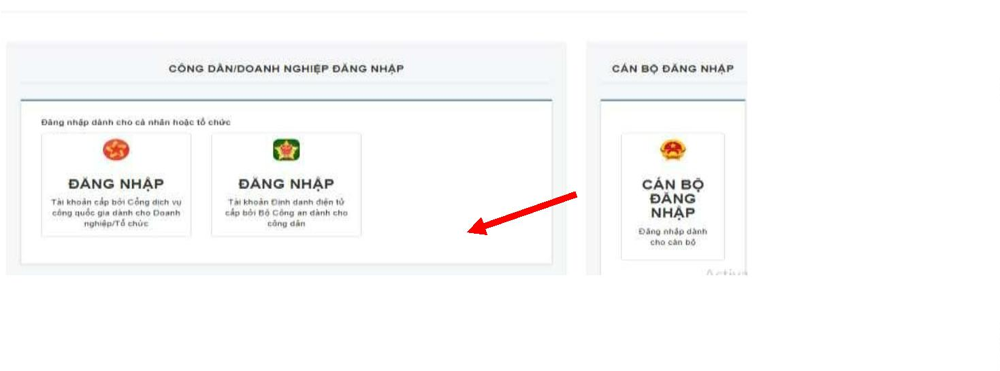 CÔNG DÂN/DOANH NGHIỆP ĐĂNG NHẬP
Đăng nhập dành cho cá nhân hoặc tổ chức
ĐĂNG NHẬP
Tài khoản cấp bởi Cổng dịch vụ
công quốc gia dành cho Doanh
nghiệp/Tổ chức
ĐĂNG NHẬP
Tài khoản Định danh điện tử
cấp bởi Bộ Công an dành cho
công dân
CÁN BỘ ĐĂNG NHẬP
CÁN BỘ
ĐĂNG
NHẬP
Đăng nhập dành
cho cán bộ